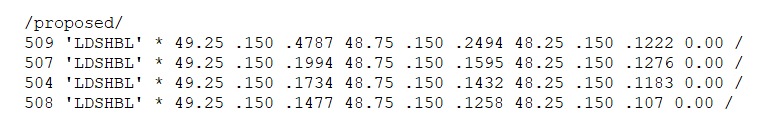 /proposed/
509 'LDSHBL' * 49.25 .150 .4787 48.75 .150 .2494 48.25 .150 .1222 0.00 /
507 'LDSHBL' * 49.25 .150 .1994 48.75 .150 .1595 48.25 .150 .1276 0.00 /
504 'LDSHBL' * 49.25 .150 .1734 48.75 .150 .1432 48.25 .150 .1183 0.00 /
508 'LDSHBL' * 49.25 .150 .1477 48.75 .150 .1258 48.25 .150 .107 0.00 /